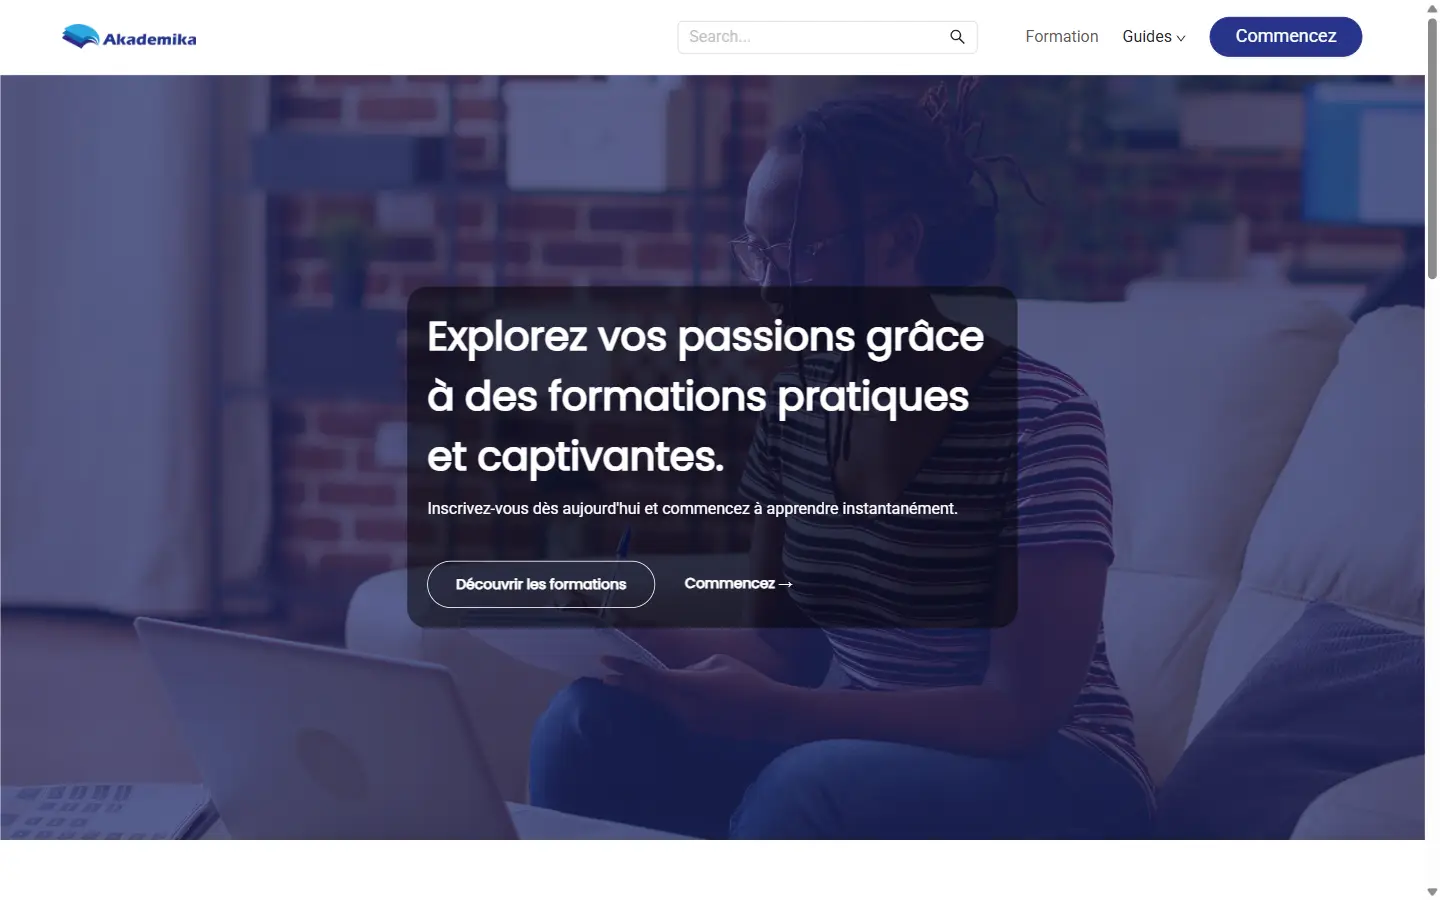 Akademika
Search...
Formation
Guides
Commencez
Explorez vos passions grâce
à des formations pratiques
et captivantes.
Inscrivez-vous dès aujourd'hui et commencez à apprendre instantanément.
Découvrir les formations
Commencez →